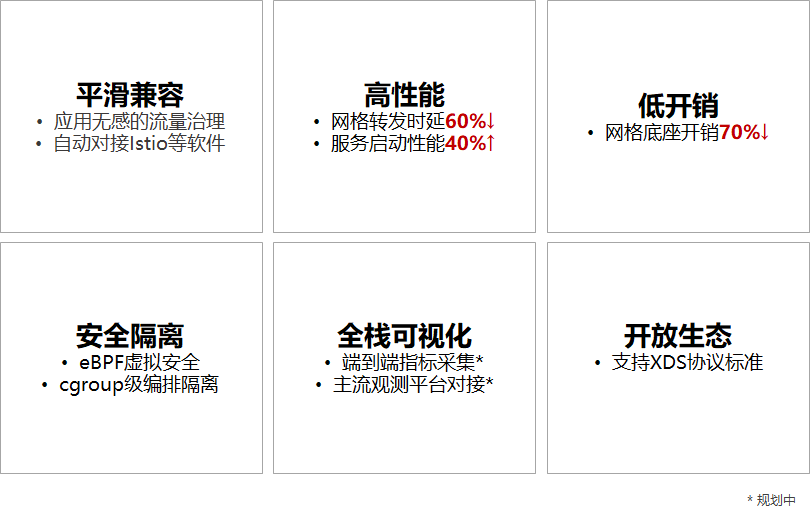 平滑兼容
• 应用无感的流量治理
• 自动对接Istio等软件
高性能
• 网格转发时延60%↓
• 服务启动性能40%↑
低开销
• 网格底座开销70%↓
安全隔离
• eBPF虚拟安全
• cgroup级编排隔离
全栈可视化
• 端到端指标采集*
• 主流观测平台对接*
开放生态
• 支持XDS协议标准
* 规划中